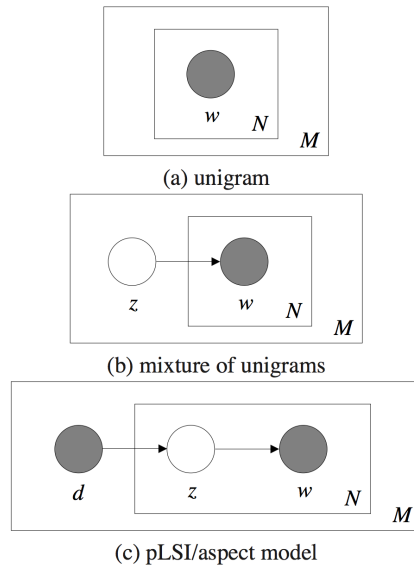 w
N
M
(a) unigram
z
w
N
M
(b) mixture of unigrams
d
z
w
N
M
(c) pLSI/aspect model